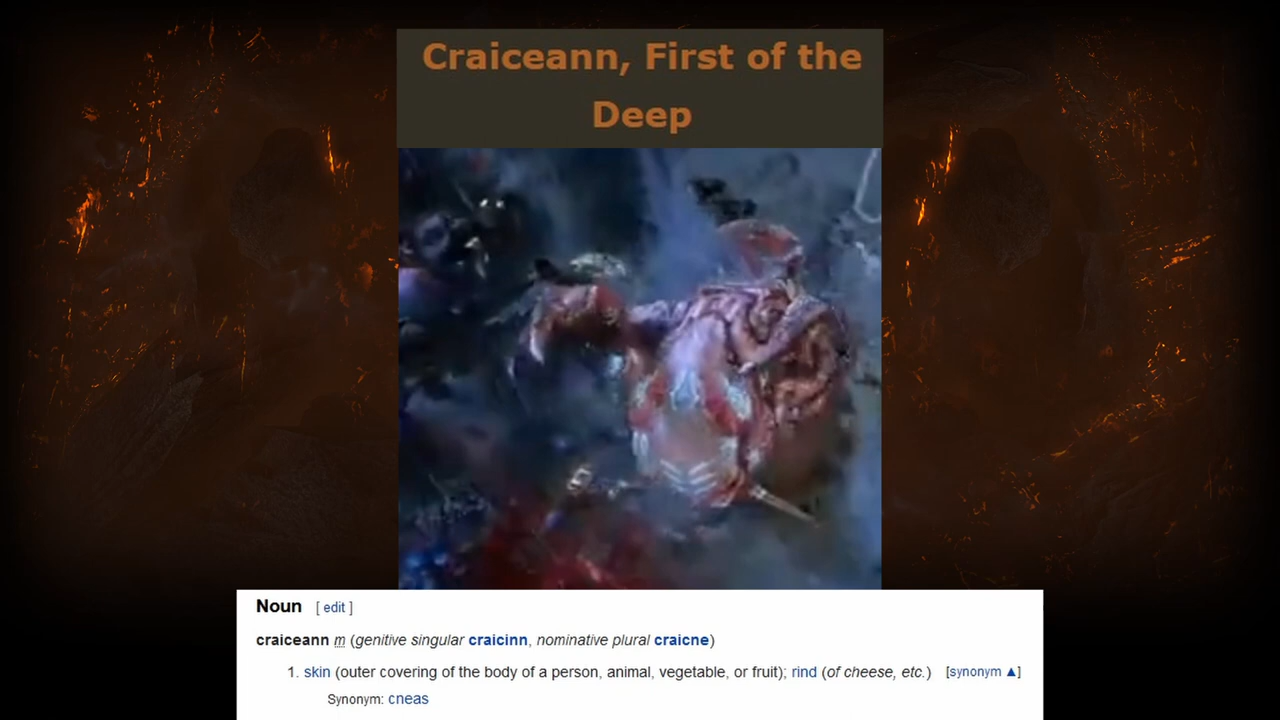 Craiceann, First of the
Deep
Noun [ edit ]
craiceann m (genitive singular craicinn, nominative plural craicne)
1. skin (outer covering of the body of a person, animal, vegetable, or fruit); rind (of cheese, etc.) [synonym ▲]
Synonym: cneas